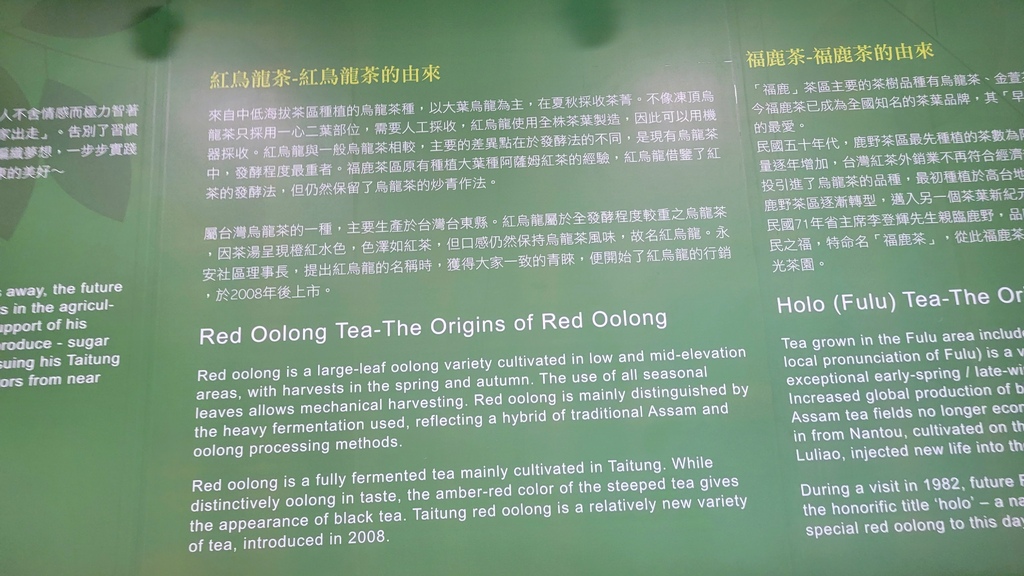 人不舍情感而極力智著
家出走」。告別了習慣
編織夢想,一步步實踐
東的美好～
s away, the future
s in the agricul-
upport of his
roduce - sugar
suing his Taitung
ors from near
紅烏龍茶-紅烏龍茶的由來
來自中低海拔茶區種植的烏龍茶種,以大葉烏龍為主,在夏秋採收茶菁。不像凍頂烏
龍茶只採用一心二葉部位,需要人工採收,紅烏龍使用全株茶葉製造,因此可以用機
器採收。紅烏龍與一般烏龍茶相較,主要的差異點在於發酵法的不同,是現有烏龍茶
中,發酵程度最重者。福鹿茶區原有種植大葉種阿薩姆紅茶的經驗,紅烏龍借鑒了紅
茶的發酵法,但仍然保留了烏龍茶的炒青作法。
屬台灣烏龍茶的一種,主要生產於台灣台東縣。紅烏龍屬於全發酵程度較重之烏龍茶
,因茶湯呈現橙紅水色,色澤如紅茶,但口感仍然保持烏龍茶風味,故名紅烏龍。永
安社區理事長,提出紅烏龍的名稱時,獲得大家一致的青睞,便開始了紅烏龍的行銷
,於2008年後上市。
Red Oolong Tea-The Origins of Red Oolong
Red oolong is a large-leaf oolong variety cultivated in low and mid-elevation
areas, with harvests in the spring and autumn. The use of all seasonal
leaves allows mechanical harvesting. Red oolong is mainly distinguished by
the heavy fermentation used, reflecting a hybrid of traditional Assam and
oolong processing methods.
Red oolong is a fully fermented tea mainly cultivated in Taitung. While
distinctively oolong in taste, the amber-red color of the steeped tea gives
the appearance of black tea. Taitung red oolong is a relatively new variety
of tea, introduced in 2008.
福鹿茶-福鹿茶的由來
「福鹿」茶區主要的茶樹品種有烏龍茶、金萱
今福鹿茶已成為全國知名的茶葉品牌,其「早
的最愛。
民國五十年代,鹿野茶區最先種植的茶數為阿
量逐年增加,台灣紅茶外銷業不再符合經濟
投引進了烏龍茶的品種,最初種植於高台地
鹿野茶區逐漸轉型,邁入另一個茶葉新紀元
民國71年省主席李登輝先生親臨鹿野,品
民之福,特命名「福鹿茶」,從此福鹿茶
光茶園。
Holo (Fulu) Tea-The Or
Tea grown in the Fulu area include
local pronunciation of Fulu) is a v
exceptional early-spring / late-wi
Increased global production of b
Assam tea fields no longer econ
in from Nantou, cultivated on th
Luliao, injected new life into th
During a visit in 1982, future P
the honorific title 'holo' – a na
special red oolong to this day